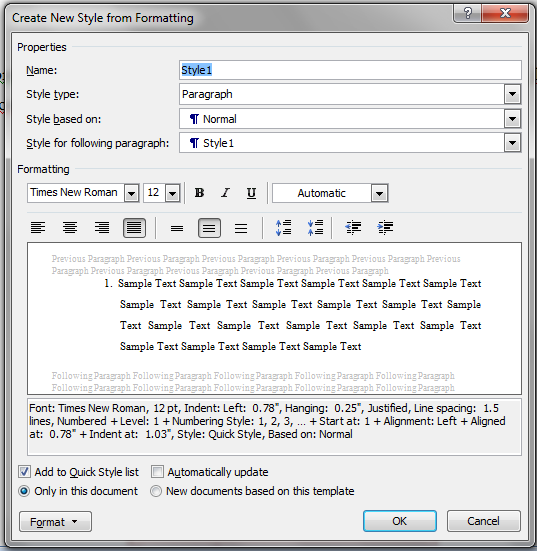 Create New Style from Formatting
Properties
Name: Style1
Style type: Paragraph
Style based on: ¶ Normal
Style for following paragraph: ¶ Style1
Formatting
Times New Roman 12 B I U Automatic
Previous Paragraph Previous Paragraph Previous Paragraph Previous Paragraph Previous
Paragraph Previous Paragraph Previous Paragraph Previous Paragraph Previous Paragraph
1. Sample Text Sample Text Sample Text Sample Text Sample Text Sample Text
Sample Text Sample Text Sample Text Sample Text Sample Text Sample
Text Sample Text Sample Text Sample Text Sample Text Sample Text
Sample Text Sample Text Sample Text Sample Text
Following Paragraph Following Paragraph Following Paragraph Following Paragraph
Following Paragraph Following Paragraph Following Paragraph Following Paragraph
Font: Times New Roman, 12 pt, Indent: Left: 0.78", Hanging: 0.25", Justified, Line spacing: 1.5
lines, Numbered + Level: 1 + Numbering Style: 1, 2, 3, … + Start at: 1 + Alignment: Left + Aligned
at: 0.78" + Indent at: 1.03", Style: Quick Style, Based on: Normal
Add to Quick Style list Automatically update
Only in this document New documents based on this template
Format OK Cancel